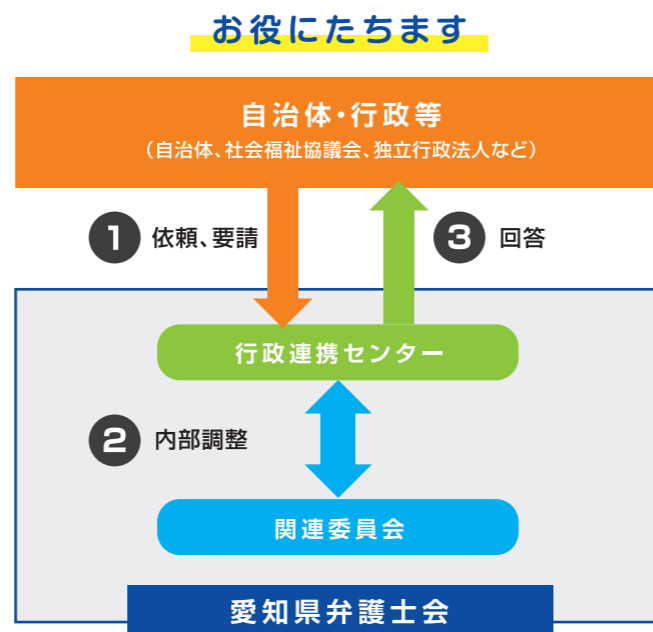 お役にたちます
自治体・行政等
（自治体、社会福祉協議会、独立行政法人など）
1 依頼、要請
3 回答
行政連携センター
2 内部調整
関連委員会
愛知県弁護士会